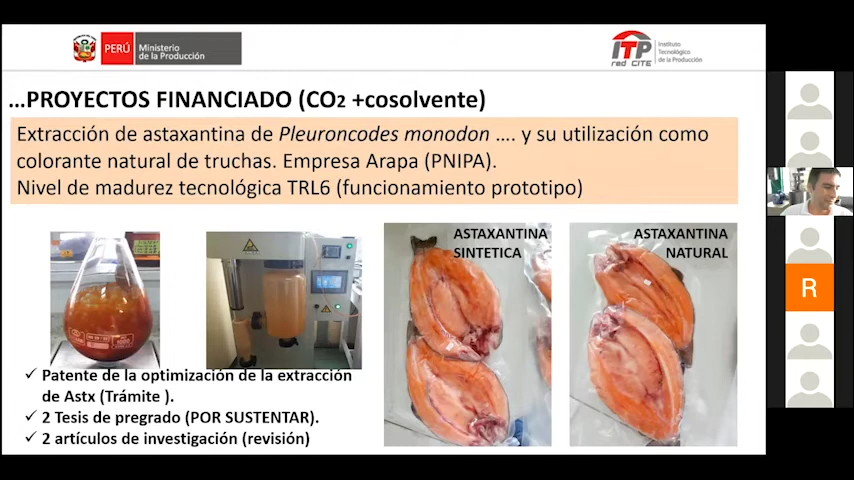 PERÚ
Ministerio
de la Producción
ITP
red CITE
Instituto
Tecnológico
de la Producción
...PROYECTOS FINANCIADO (CO2 +cosolvente)
Extracción de astaxantina de Pleuroncodes monodon .... y su utilización como
colorante natural de truchas. Empresa Arapa (PNIPA).
Nivel de madurez tecnológica TRL6 (funcionamiento prototipo)
ASTAXANTINA
SINTETICA
ASTAXANTINA
NATURAL
✓ Patente de la optimización de la extracción
de Astx (Trámite ).
✓ 2 Tesis de pregrado (POR SUSTENTAR).
✓ 2 artículos de investigación (revisión)
R